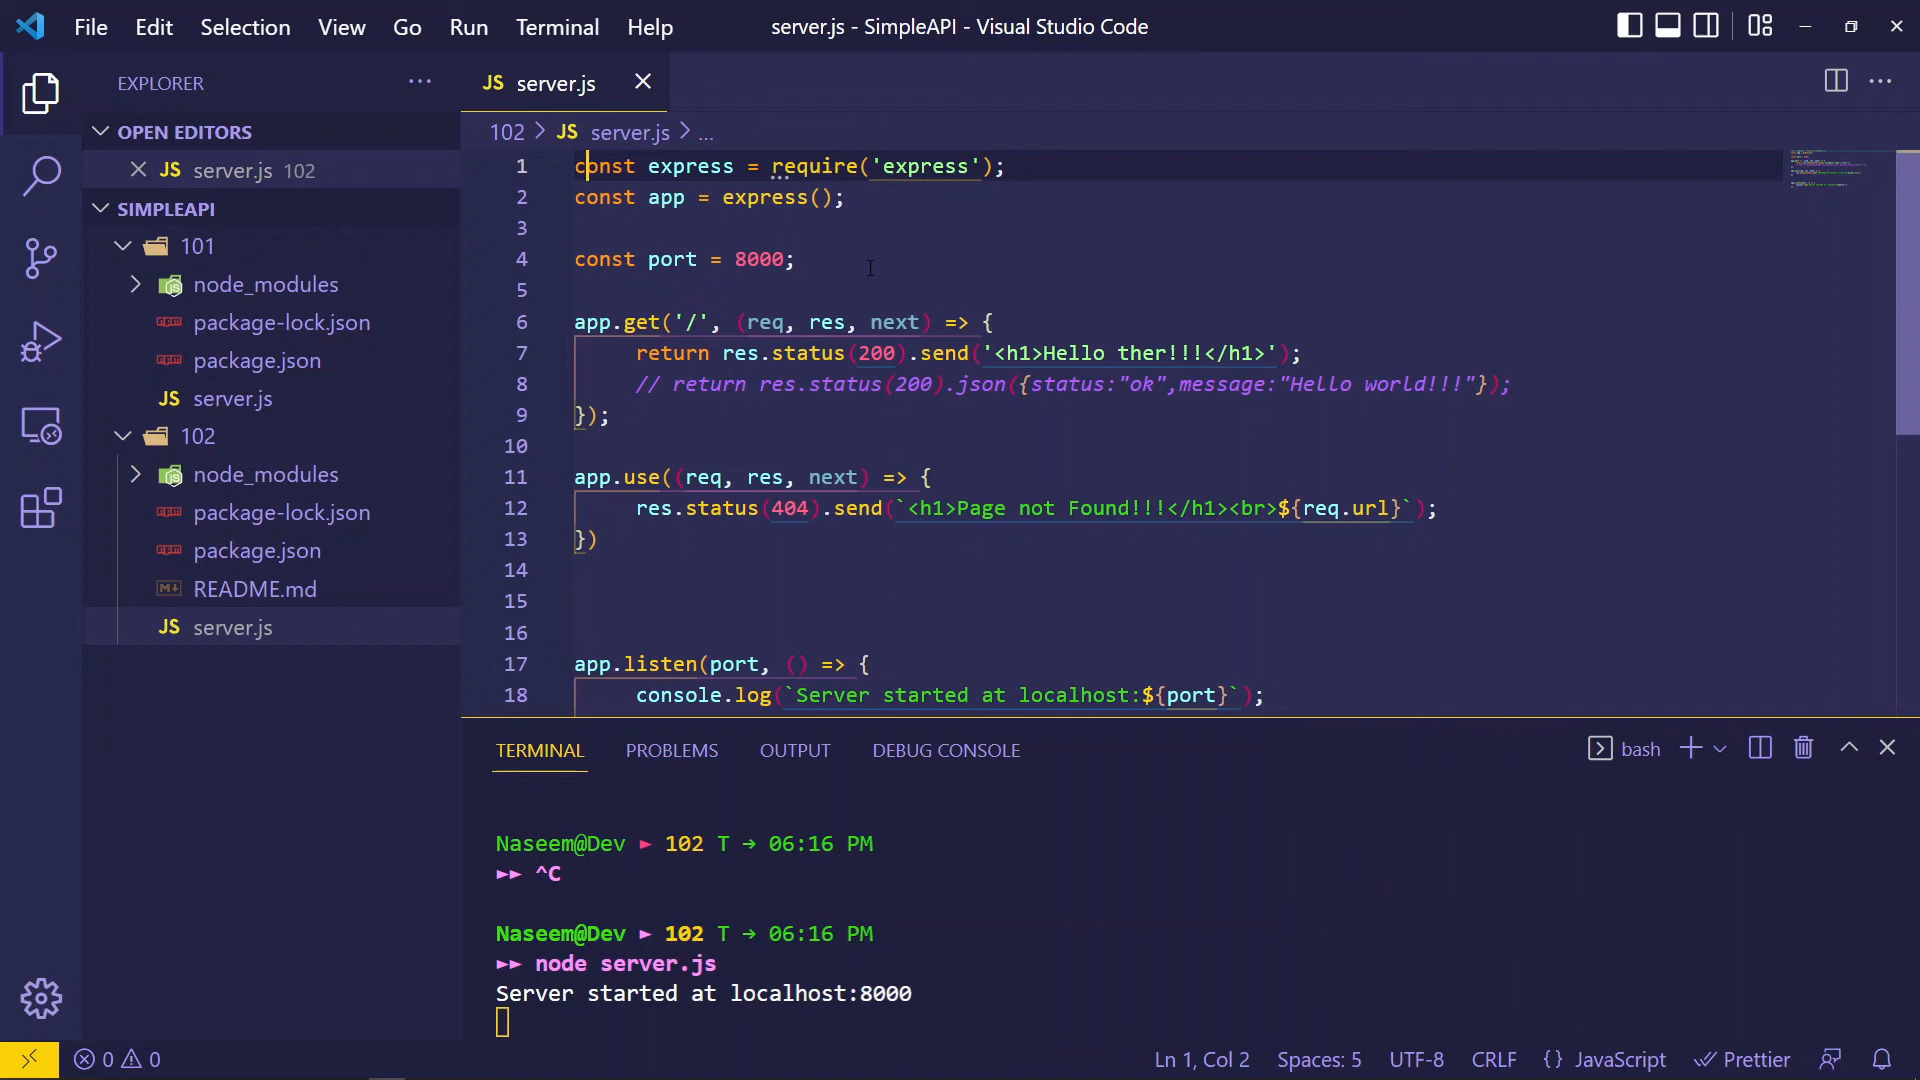 File Edit Selection View Go Run Terminal Help server.js - SimpleAPI - Visual Studio Code
EXPLORER
OPEN EDITORS
JS server.js 102
SIMPLEAPI
101
node_modules
package-lock.json
package.json
JS server.js
102
node_modules
package-lock.json
package.json
README.md
JS server.js
JS server.js
102 > JS server.js > ...
1 const express = require('express');
2 const app = express();
3
4 const port = 8000;
5
6 app.get('/', (req, res, next) => {
7 return res.status(200).send('<h1>Hello ther!!!</h1>');
8 // return res.status(200).json({status:"ok",message:"Hello world!!!"});
9 });
10
11 app.use((req, res, next) => {
12 res.status(404).send(`<h1>Page not Found!!!</h1><br>${req.url}`);
13 })
14
15
16
17 app.listen(port, () => {
18 console.log(`Server started at localhost:${port}`);
TERMINAL PROBLEMS OUTPUT DEBUG CONSOLE bash
Naseem@Dev ► 102 T → 06:16 PM
►► ^C
Naseem@Dev ► 102 T → 06:16 PM
►► node server.js
Server started at localhost:8000
0 0 Ln 1, Col 2 Spaces: 5 UTF-8 CRLF {} JavaScript Prettier